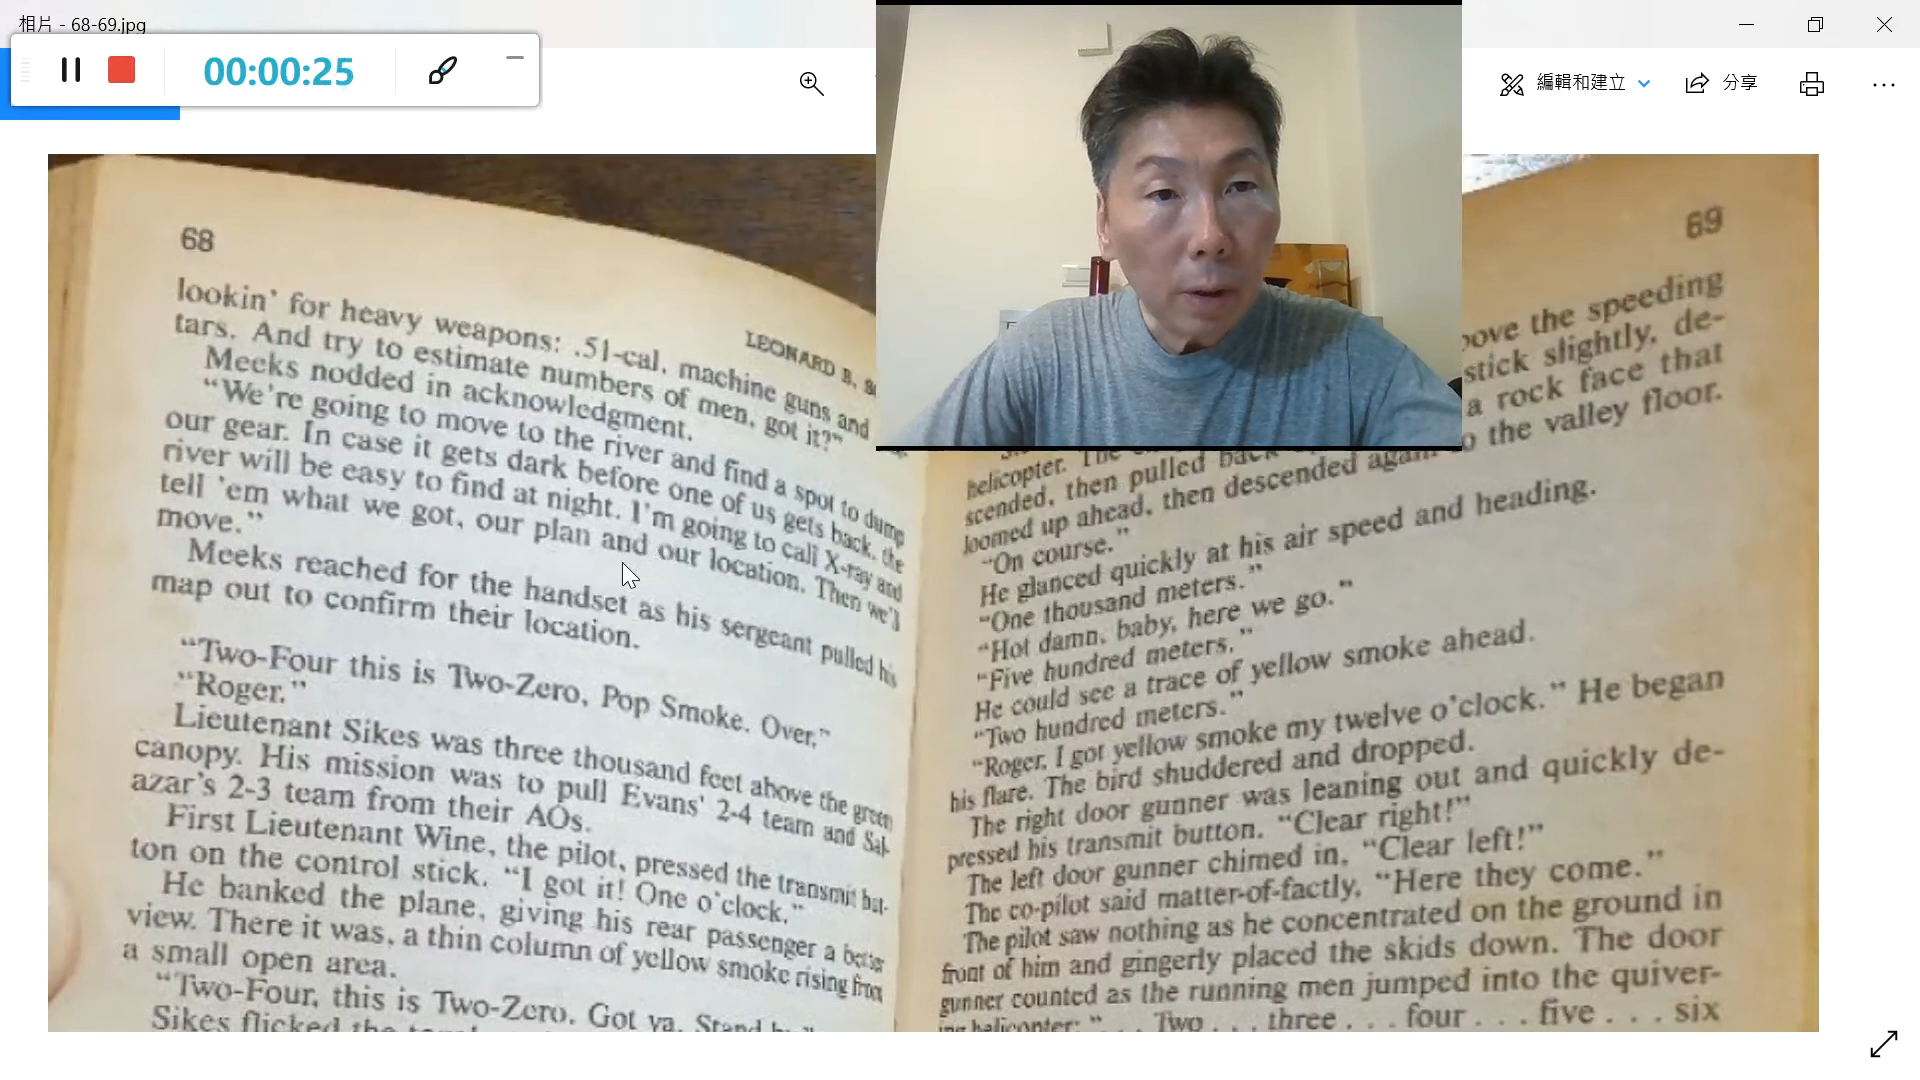 相片 - 68-69.jpg
00:00:25
編輯和建立
分享
68
LEONARD B.
lookin' for heavy weapons: .51-cal, machine guns and
tars. And try to estimate numbers of men, got it?"
Meeks nodded in acknowledgment.
"We're going to move to the river and find a spot to dump
our gear. In case it gets dark before one of us gets back, the
river will be easy to find at night. I'm going to call X-ray and
tell 'em what we got, our plan and our location. Then we'll
move."
Meeks reached for the handset as his sergeant pulled his
map out to confirm their location.
"Two-Four this is Two-Zero, Pop Smoke. Over."
"Roger."
Lieutenant Sikes was three thousand feet above the green
canopy. His mission was to pull Evans' 2-4 team and Sal-
azar's 2-3 team from their AOs.
First Lieutenant Wine, the pilot, pressed the transmit but-
ton on the control stick. "I got it! One o'clock."
He banked the plane, giving his rear passenger a better
view. There it was, a thin column of yellow smoke rising from
a small open area.
"Two-Four, this is Two-Zero. Got ya. Stand
Sikes flicked the
69
the speeding
stick slightly, de-
a rock face that
the valley floor.
helicopter. The
scended, then pulled back
loomed up ahead, then descended again
"On course."
He glanced quickly at his air speed and heading.
"One thousand meters."
"Hot damn, baby, here we go."
"Five hundred meters."
He could see a trace of yellow smoke ahead.
"Two hundred meters."
"Roger, I got yellow smoke my twelve o'clock." He began
his flare. The bird shuddered and dropped.
The right door gunner was leaning out and quickly de-
pressed his transmit button. "Clear right!"
The left door gunner chimed in, "Clear left!"
The co-pilot said matter-of-factly, "Here they come."
The pilot saw nothing as he concentrated on the ground in
front of him and gingerly placed the skids down. The door
gunner counted as the running men jumped into the quiver-
ing helicopter: ". . . Two . . . three . . . four . . . five . . . six